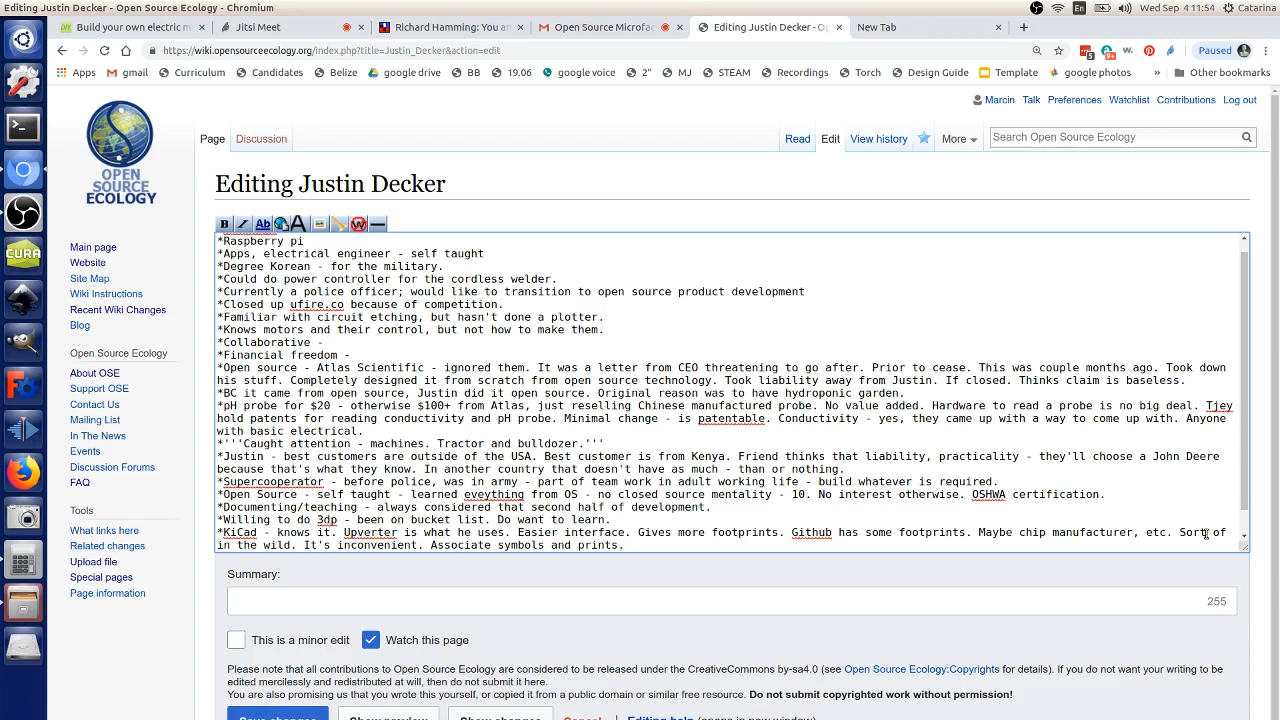 Editing Justin Decker - Open Source Ecology - Chromium
En
Wed Sep 4 11:54
Catarina
Build your own electric m
Jitsi Meet
Richard Hamming: You an
Open Source Microfac
Editing Justin Decker - Op
New Tab
https://wiki.opensourceecology.org/index.php?title=Justin_Decker&action=edit
Paused
Apps
gmail
Curriculum
Candidates
Belize
google drive
BB
19.06
google voice
2"
MJ
STEAM
Recordings
Torch
Design Guide
Template
google photos
»
Other bookmarks
Marcin
Talk
Preferences
Watchlist
Contributions
Log out
OPEN
SOURCE
ECOLOGY
Page
Discussion
Read
Edit
View history
More
Search Open Source Ecology
Editing Justin Decker
Main page
Website
Site Map
Wiki Instructions
Recent Wiki Changes
Blog
Open Source Ecology
About OSE
Support OSE
Contact Us
Mailing List
In The News
Events
Discussion Forums
FAQ
Tools
What links here
Related changes
Upload file
Special pages
Page information
B I Ab A W
*Raspberry pi
*Apps, electrical engineer - self taught
*Degree Korean - for the military.
*Could do power controller for the cordless welder.
*Currently a police officer; would like to transition to open source product development
*Closed up ufire.co because of competition.
*Familiar with circuit etching, but hasn't done a plotter.
*Knows motors and their control, but not how to make them.
*Collaborative -
*Financial freedom -
*Open source - Atlas Scientific - ignored them. It was a letter from CEO threatening to go after. Prior to cease. This was couple months ago. Took down
his stuff. Completely designed it from scratch from open source technology. Took liability away from Justin. If closed. Thinks claim is baseless.
*BC it came from open source, Justin did it open source. Original reason was to have hydroponic garden.
*pH probe for $20 - otherwise $100+ from Atlas, just reselling Chinese manufactured probe. No value added. Hardware to read a probe is no big deal. Tjey
hold patents for reading conductivity and pH probe. Minimal change - is patentable. Conductivity - yes, they came up with a way to come up with. Anyone
with basic electrical.
*'''Caught attention - machines. Tractor and bulldozer.'''
*Justin - best customers are outside of the USA. Best customer is from Kenya. Friend thinks that liability, practicality - they'll choose a John Deere
because that's what they know. In another country that doesn't have as much - than or nothing.
*Supercooperator - before police, was in army - part of team work in adult working life - build whatever is required.
*Open Source - self taught - learned eveything from OS - no closed source mentality - 10. No interest otherwise. OSHWA certification.
*Documenting/teaching - always considered that second half of development.
*Willing to do 3dp - been on bucket list. Do want to learn.
*KiCad - knows it. Upverter is what he uses. Easier interface. Gives more footprints. Github has some footprints. Maybe chip manufacturer, etc. Sort of
in the wild. It's inconvenient. Associate symbols and prints.
Summary:
255
This is a minor edit
Watch this page
Please note that all contributions to Open Source Ecology are considered to be released under the CreativeCommons by-sa4.0 (see Open Source Ecology:Copyrights for details). If you do not want your writing to be
edited mercilessly and redistributed at will, then do not submit it here.
You are also promising us that you wrote this yourself, or copied it from a public domain or similar free resource. Do not submit copyrighted work without permission!
Save changes
Show preview
Show changes
Cancel
Editing help (opens in new window)
CURA